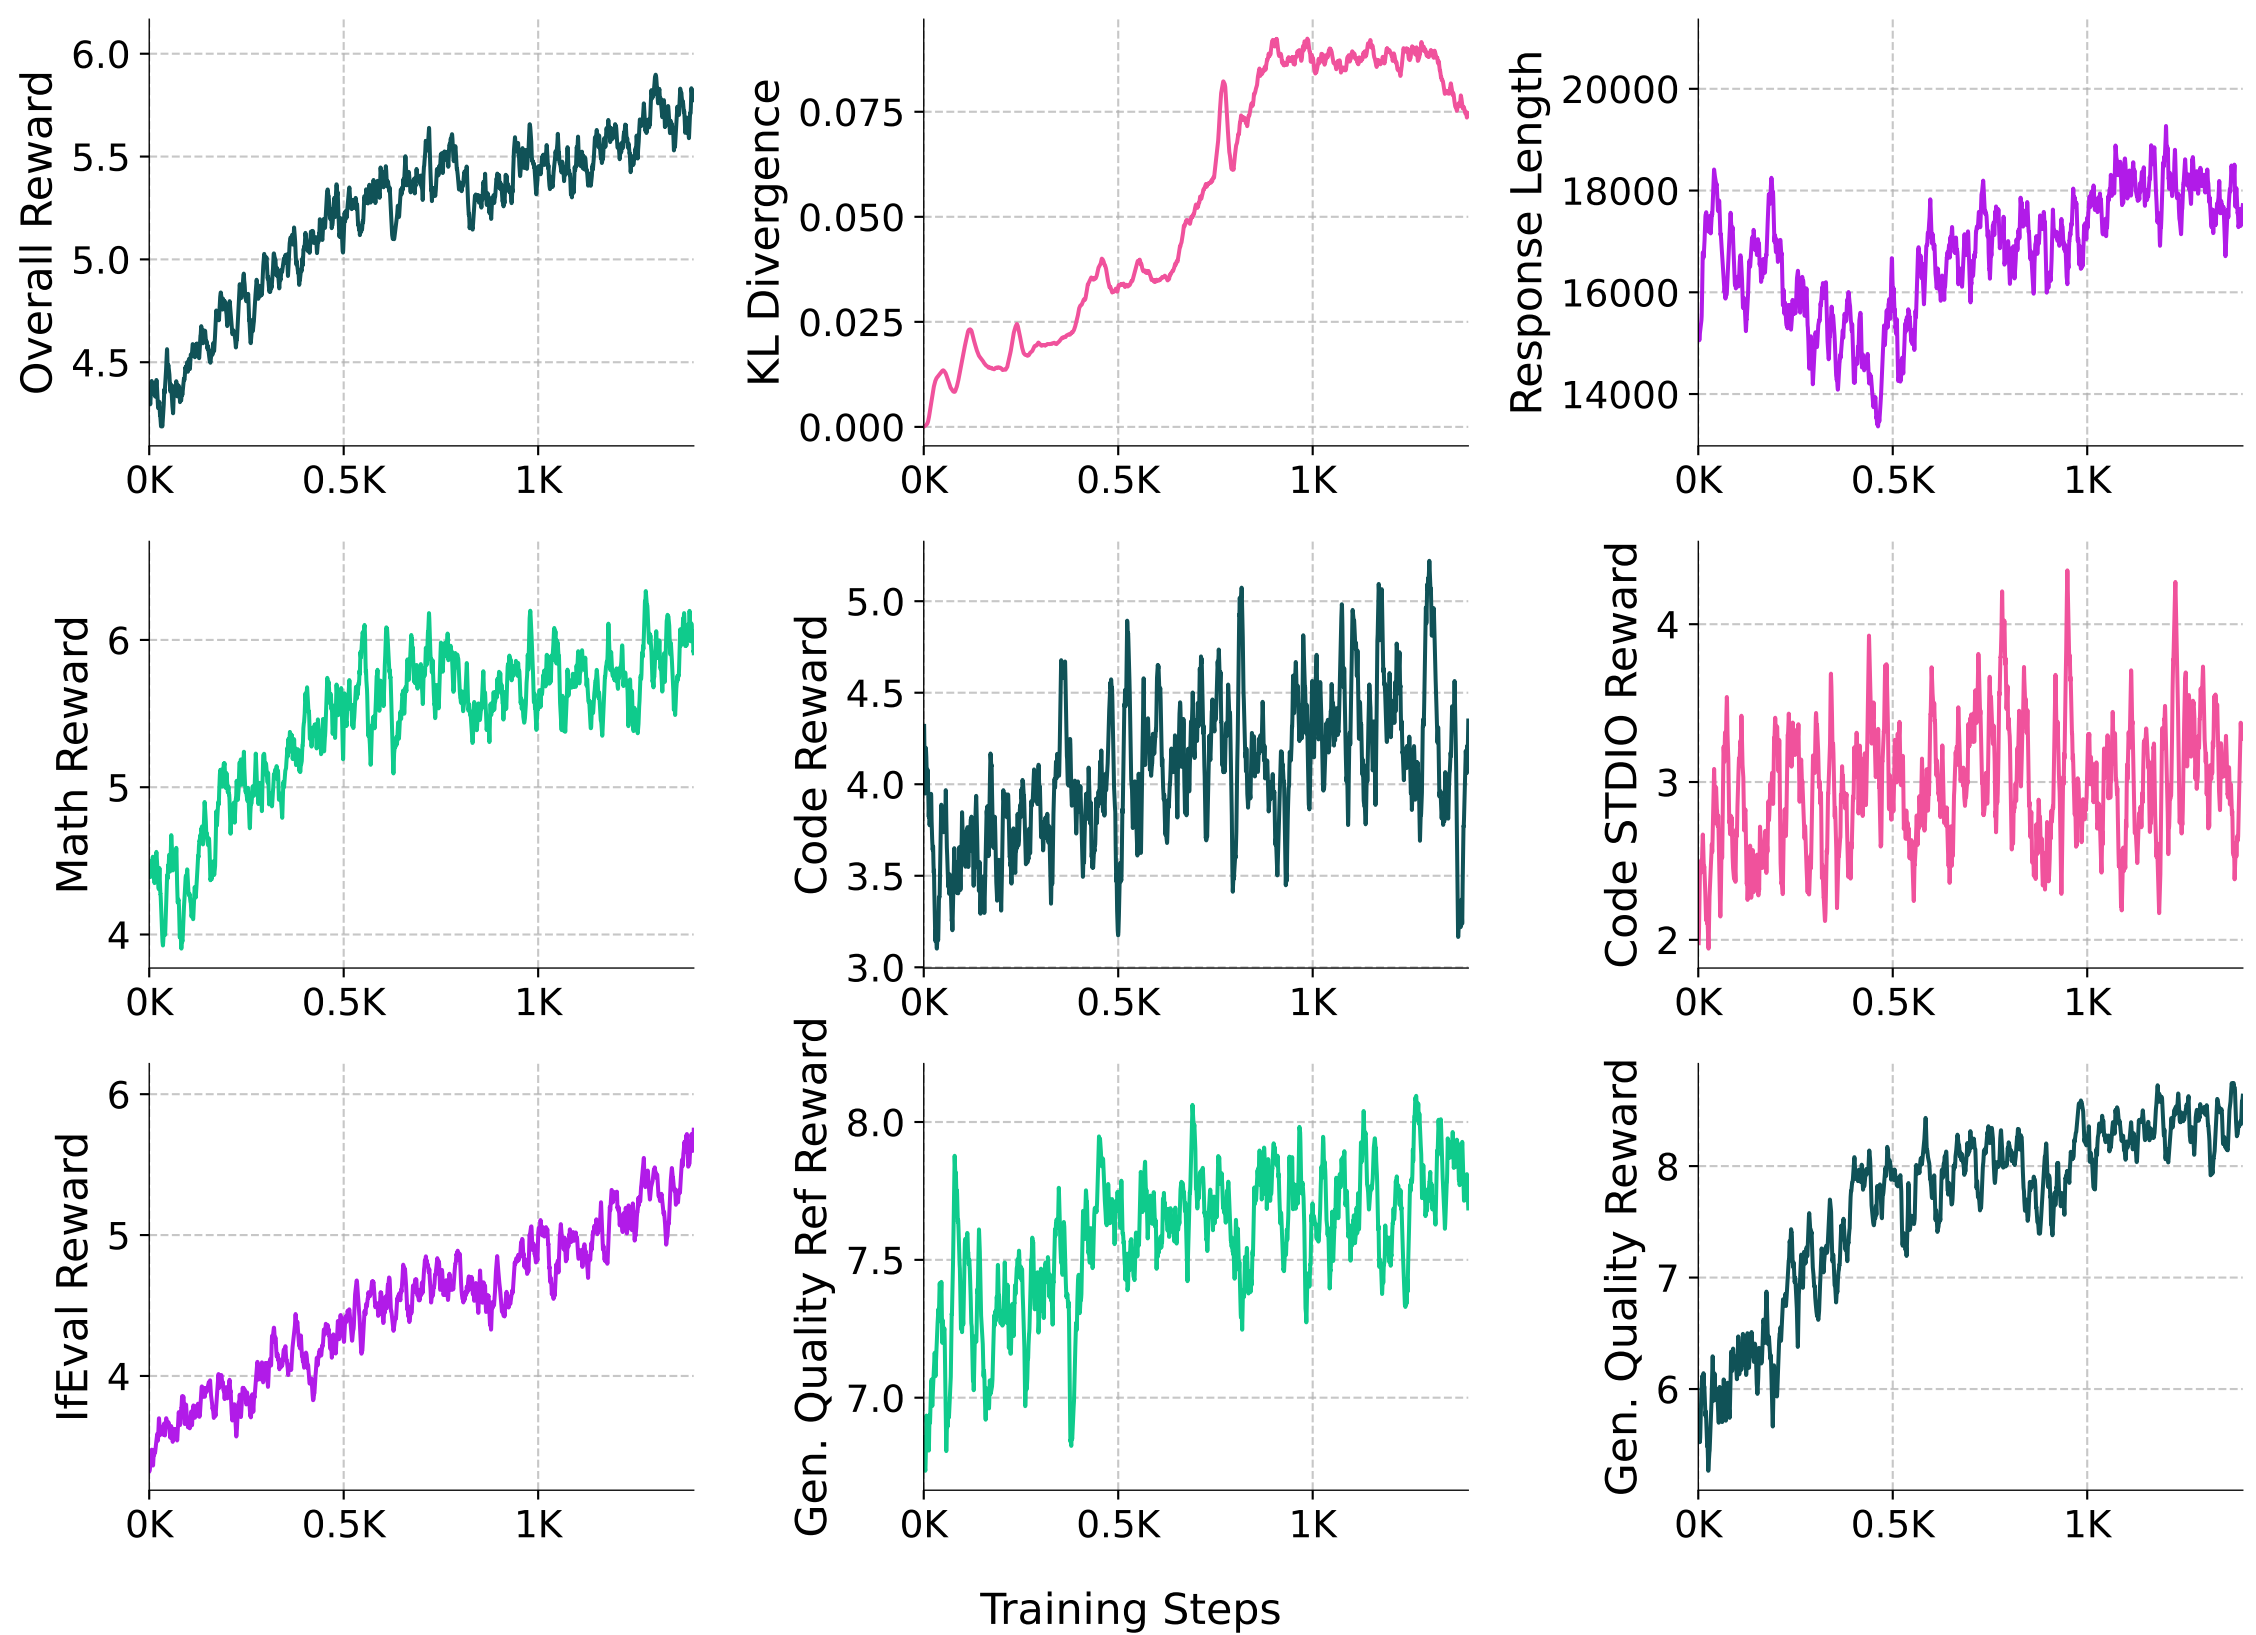 Overall Reward
6.0
5.5
5.0
4.5
0K 0.5K 1K
KL Divergence
0.075
0.050
0.025
0.000
0K 0.5K 1K
Response Length
20000
18000
16000
14000
0K 0.5K 1K
Math Reward
6
5
4
0K 0.5K 1K
Code Reward
5.0
4.5
4.0
3.5
3.0
0K 0.5K 1K
Code STDIO Reward
4
3
2
0K 0.5K 1K
IfEval Reward
6
5
4
0K 0.5K 1K
Gen. Quality Ref Reward
8.0
7.5
7.0
0K 0.5K 1K
Gen. Quality Reward
8
7
6
0K 0.5K 1K
Training Steps